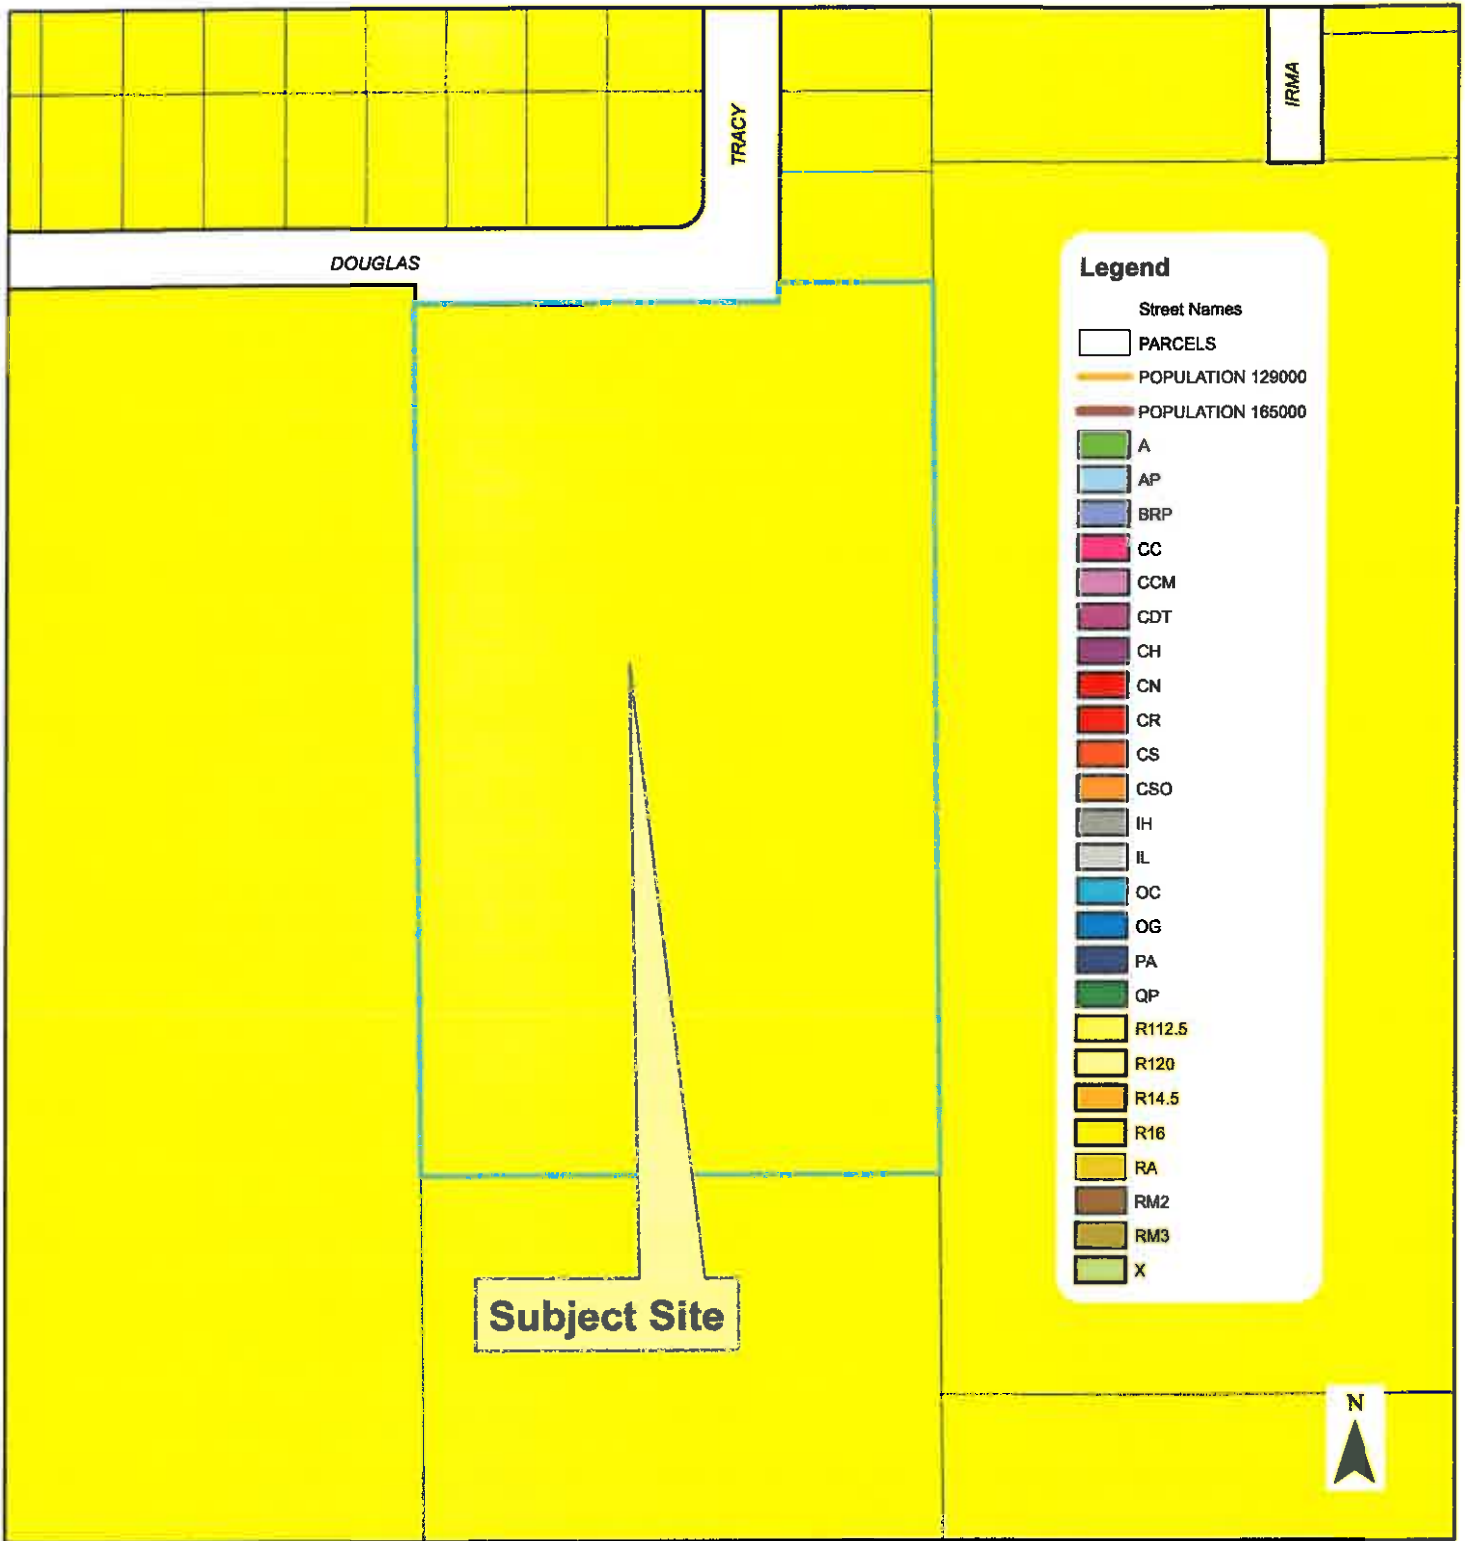 IRMA
TRACY
DOUGLAS
Legend
Street Names
PARCELS
POPULATION 129000
POPULATION 165000
A
AP
BRP
CC
CCM
CDT
CH
CN
CR
CS
CSO
IH
IL
OC
OG
PA
QP
R112.5
R120
R14.5
R16
RA
RM2
RM3
X
Subject Site
N